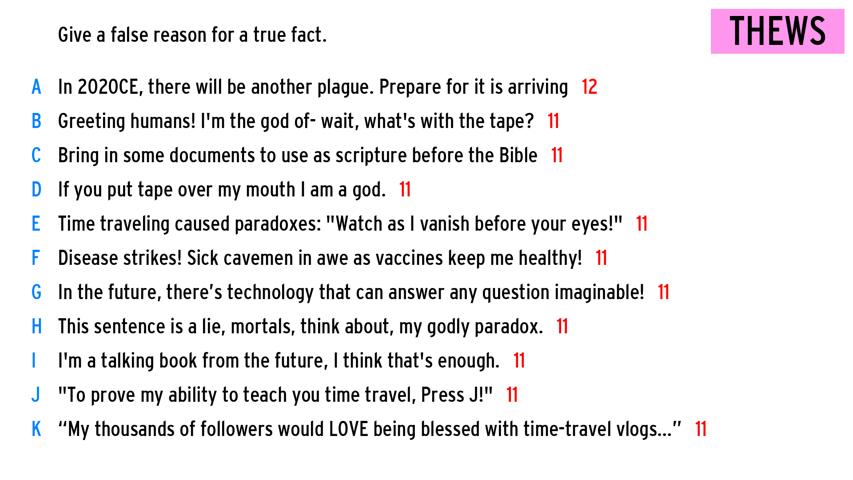 Give a false reason for a true fact.
THEWS
A In 2020CE, there will be another plague. Prepare for it is arriving 12
B Greeting humans! I'm the god of- wait, what's with the tape? 11
C Bring in some documents to use as scripture before the Bible 11
D If you put tape over my mouth I am a god. 11
E Time traveling caused paradoxes: "Watch as I vanish before your eyes!" 11
F Disease strikes! Sick cavemen in awe as vaccines keep me healthy! 11
G In the future, there’s technology that can answer any question imaginable! 11
H This sentence is a lie, mortals, think about, my godly paradox. 11
I I'm a talking book from the future, I think that's enough. 11
J "To prove my ability to teach you time travel, Press J!" 11
K “My thousands of followers would LOVE being blessed with time-travel vlogs...” 11